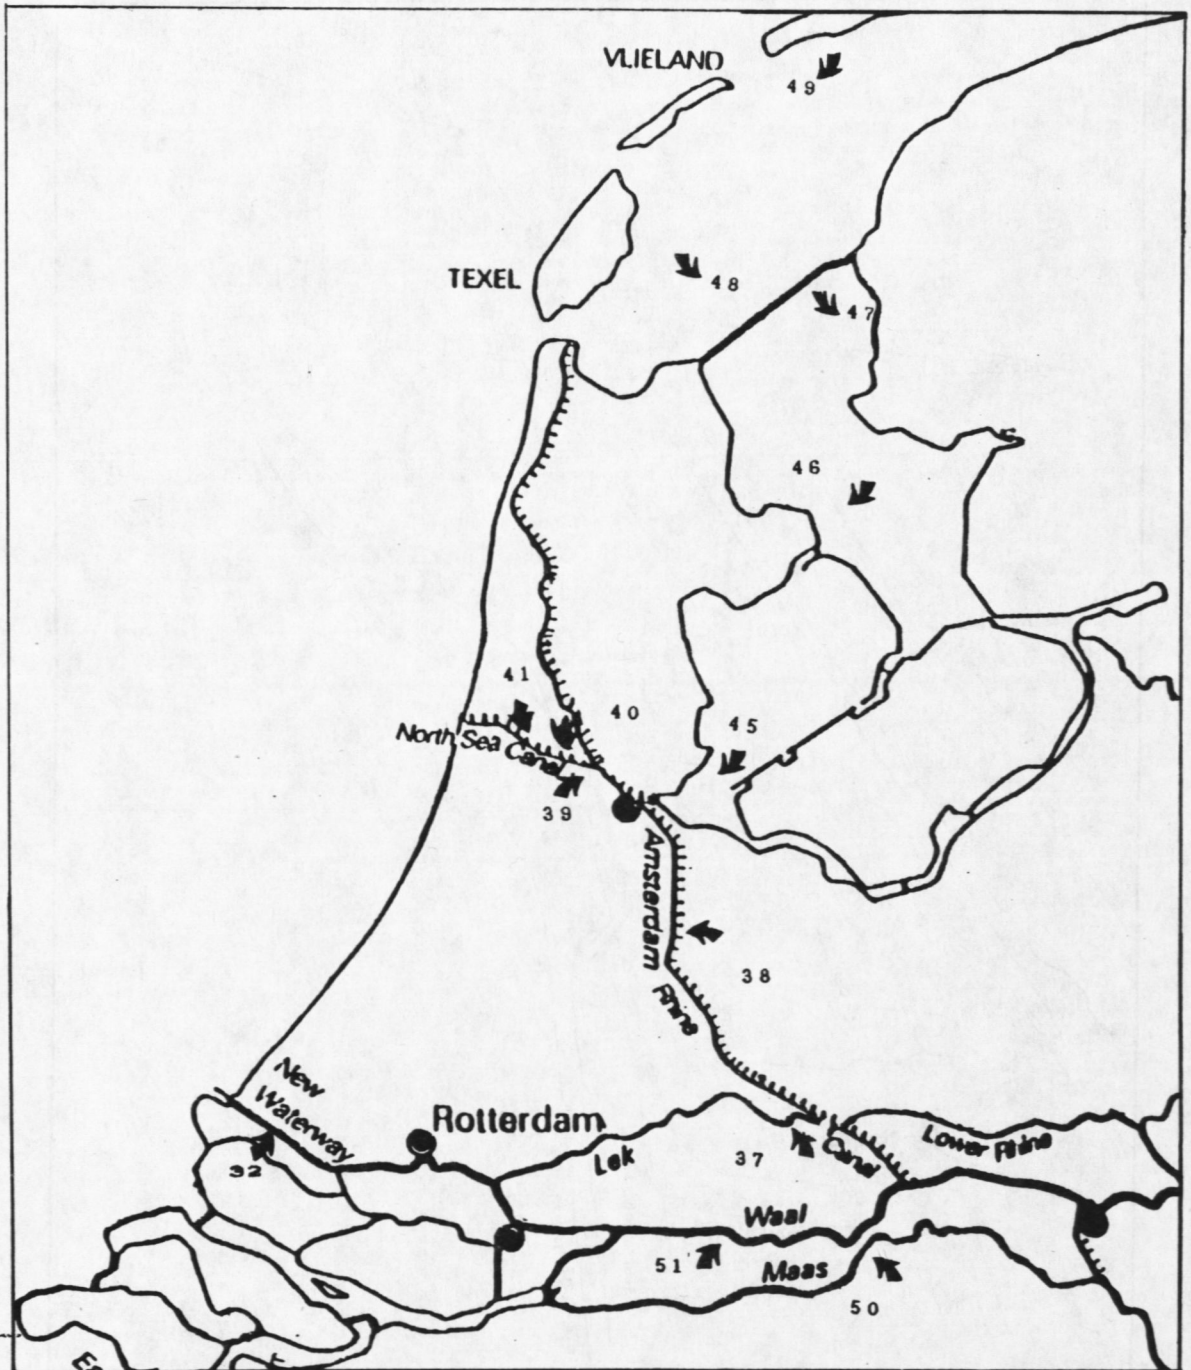 VLIELAND
49
TEXEL
48
47
46
41
40
45
North Sea Canal
39
Amsterdam
Rhine
38
New
Waterway
Rotterdam
32
Lek
37
Canal
Lower Rhine
Waal
51
Maas
50